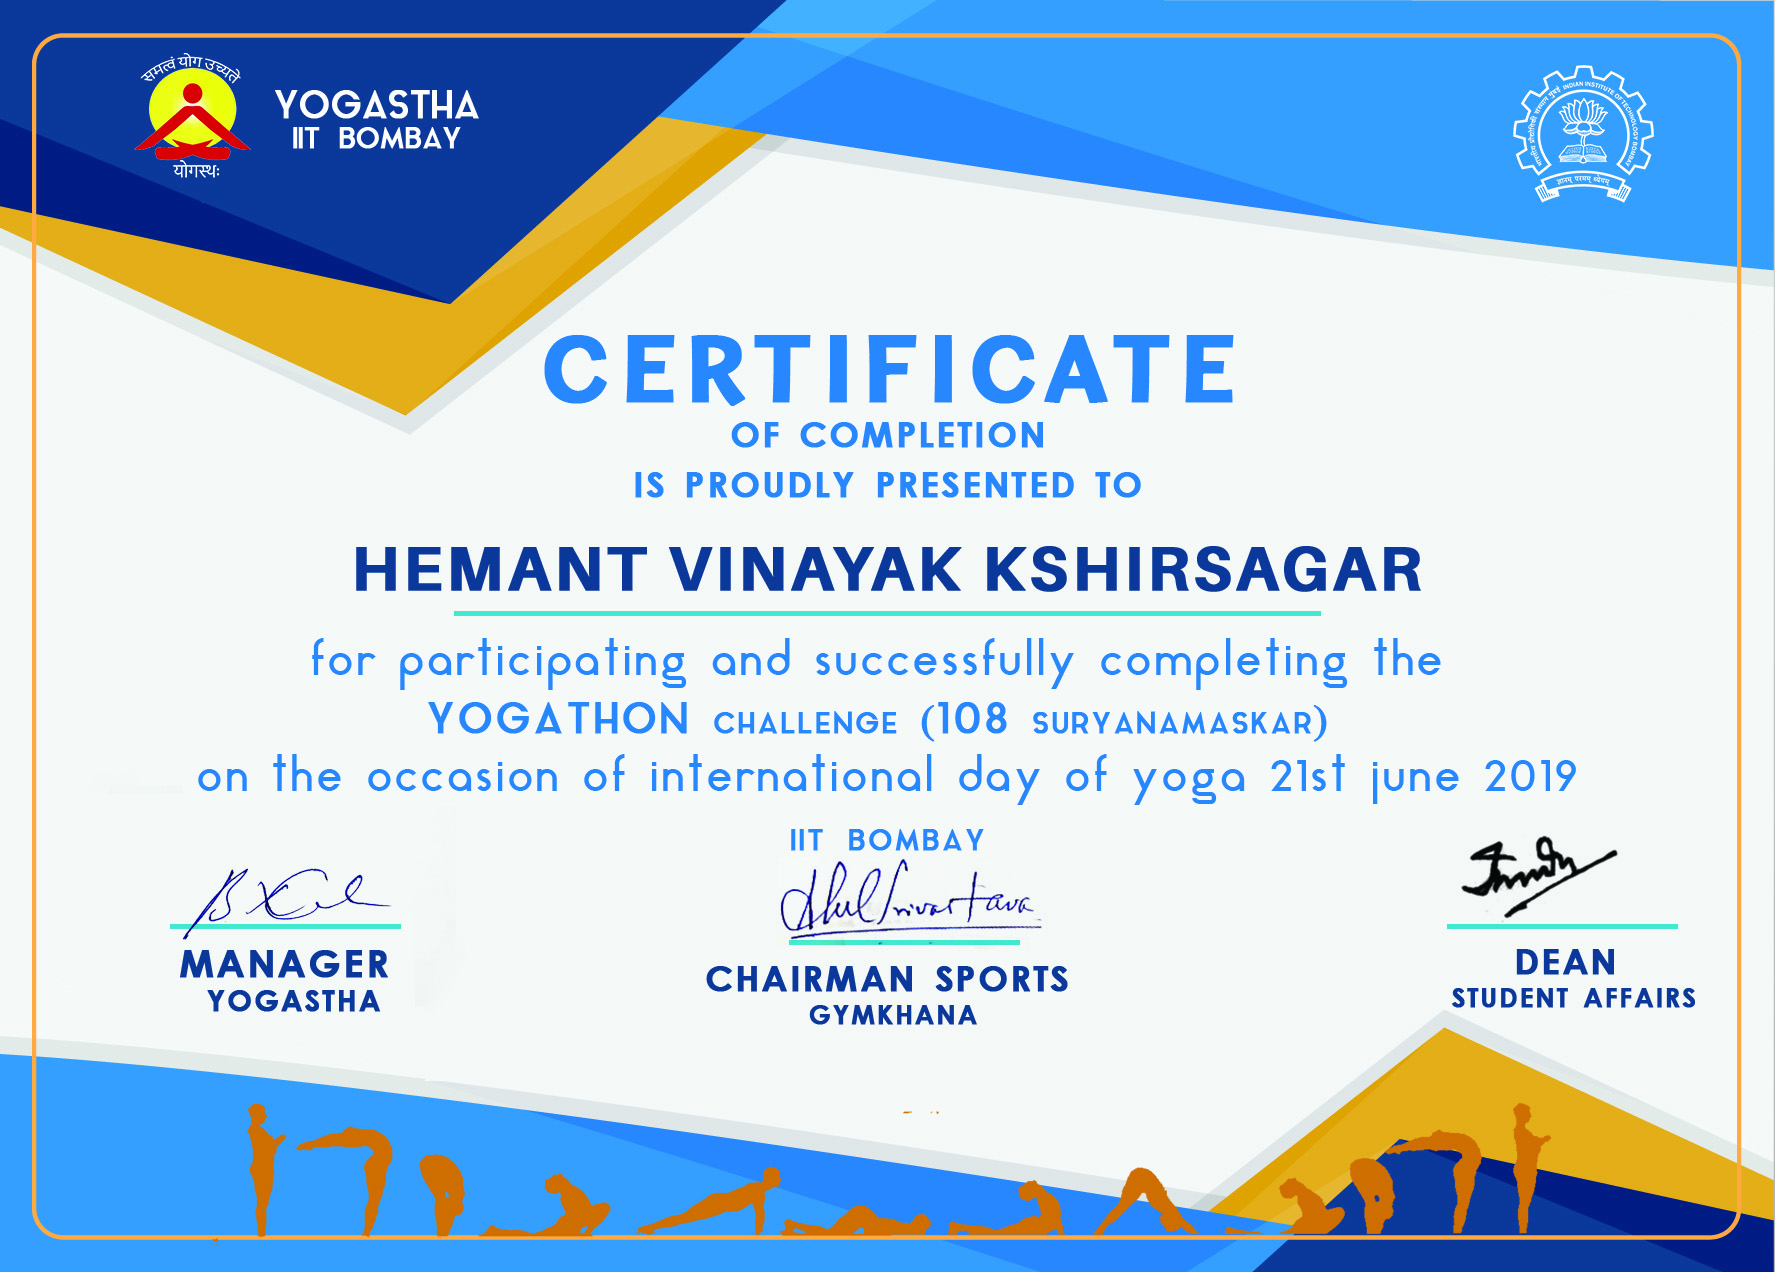 समत्वं योग उच्यते
योगस्थः
YOGASTHA
IIT BOMBAY
भारतीय प्रौद्योगिकी संस्थान मुंबई INDIAN INSTITUTE OF TECHNOLOGY BOMBAY
ज्ञानम् परमम् ध्येयम्
CERTIFICATE
OF COMPLETION
IS PROUDLY PRESENTED TO
HEMANT VINAYAK KSHIRSAGAR
for participating and successfully completing the
YOGATHON CHALLENGE (108 SURYANAMASKAR)
on the occasion of international day of yoga 21st june 2019
IIT BOMBAY
MANAGER
YOGASTHA
CHAIRMAN SPORTS
GYMKHANA
DEAN
STUDENT AFFAIRS